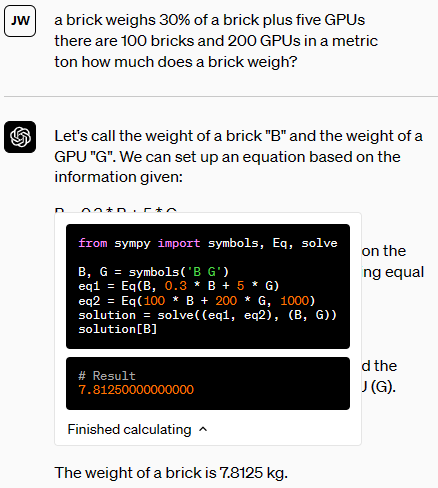 JW
a brick weighs 30% of a brick plus five GPUs
there are 100 bricks and 200 GPUs in a metric
ton how much does a brick weigh?
Let's call the weight of a brick "B" and the weight of a
GPU "G". We can set up an equation based on the
information given:
from sympy import symbols, Eq, solve
on the
B, G = symbols('B G')
ng equal
eq1 = Eq(B, 0.3 * B + 5 * G)
eq2 = Eq(100 * B + 200 * G, 1000)
solution = solve((eq1, eq2), (B, G))
solution[B]
d the
# Result
(G).
7.81250000000000
Finished calculating
The weight of a brick is 7.8125 kg.